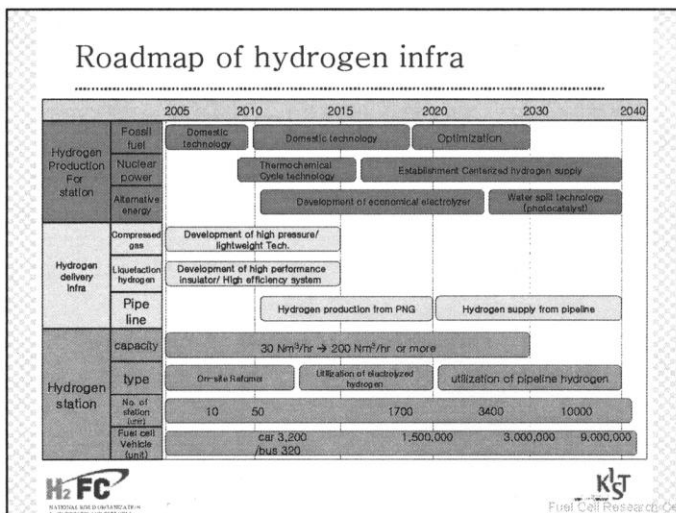 Roadmap of hydrogen infra
2005 2010 2015 2020 2030 2040
Hydrogen
Production
For
station
Fossil
fuel
Domestic
technology
Domestic technology
Optimization
Nuclear
power
Thermochemical
Cycle technology
Establishment Canterized hydrogen supply
Alternative
energy
Development of economical electrolyzer
Water split technology
(photocatalyst)
Hydrogen
delivery
infra
Compressed
gas
Development of high pressure/
lightweight Tech.
Liquefaction
hydrogen
Development of high performance
insulator/ High efficiency system
Pipe
line
Hydrogen production from PNG
Hydrogen supply from pipeline
Hydrogen
station
capacity
30 Nm³/hr → 200 Nm³/hr or more
type
On-site Reformer
Utilization of electrolyzed
hydrogen
utilization of pipeline hydrogen
No. of
station
(unit)
10 50 1700 3400 10000
Fuel cell
Vehicle
(unit)
car 3,200
/bus 320
1,500,000 3,000,000 9,000,000
H2 FC
KIST
Fuel Cell Research Ce